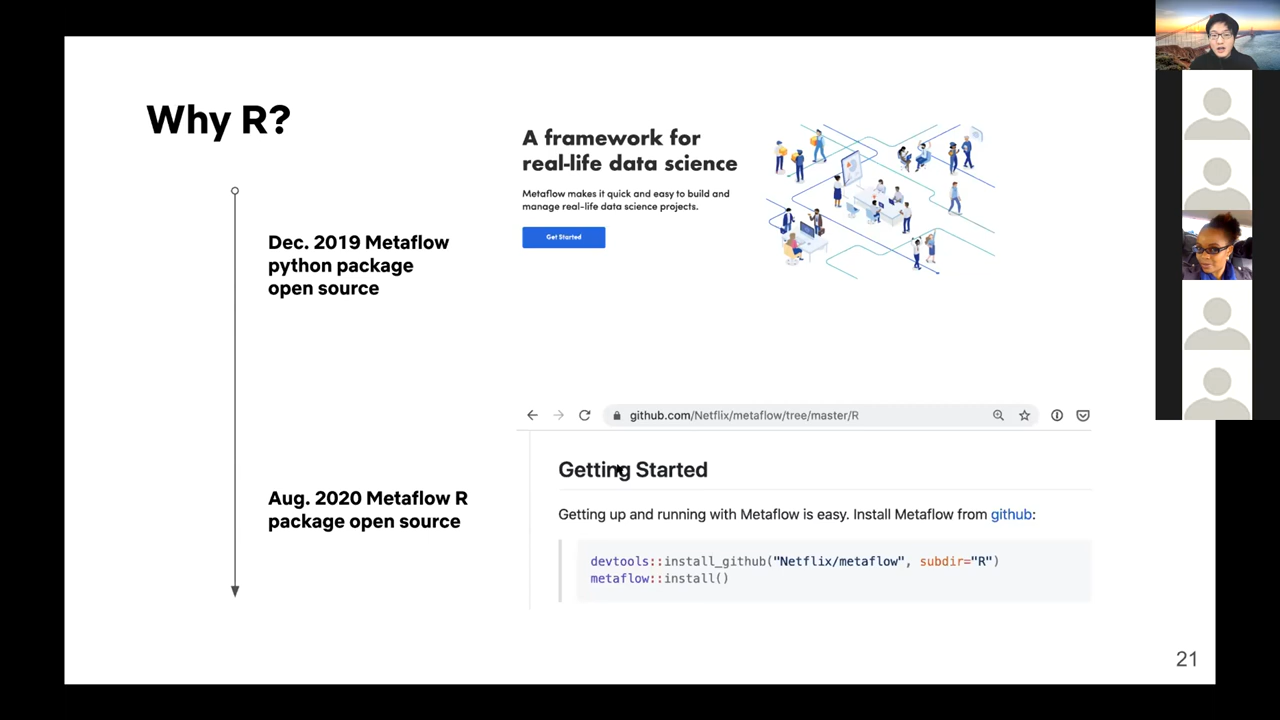 Why R?
A framework for
real-life data science
Metaflow makes it quick and easy to build and
manage real-life data science projects.
Get Started
Dec. 2019 Metaflow
python package
open source
github.com/Netflix/metaflow/tree/master/R
Getting Started
Aug. 2020 Metaflow R
package open source
Getting up and running with Metaflow is easy. Install Metaflow from github:
devtools::install_github("Netflix/metaflow", subdir="R")
metaflow::install()
21